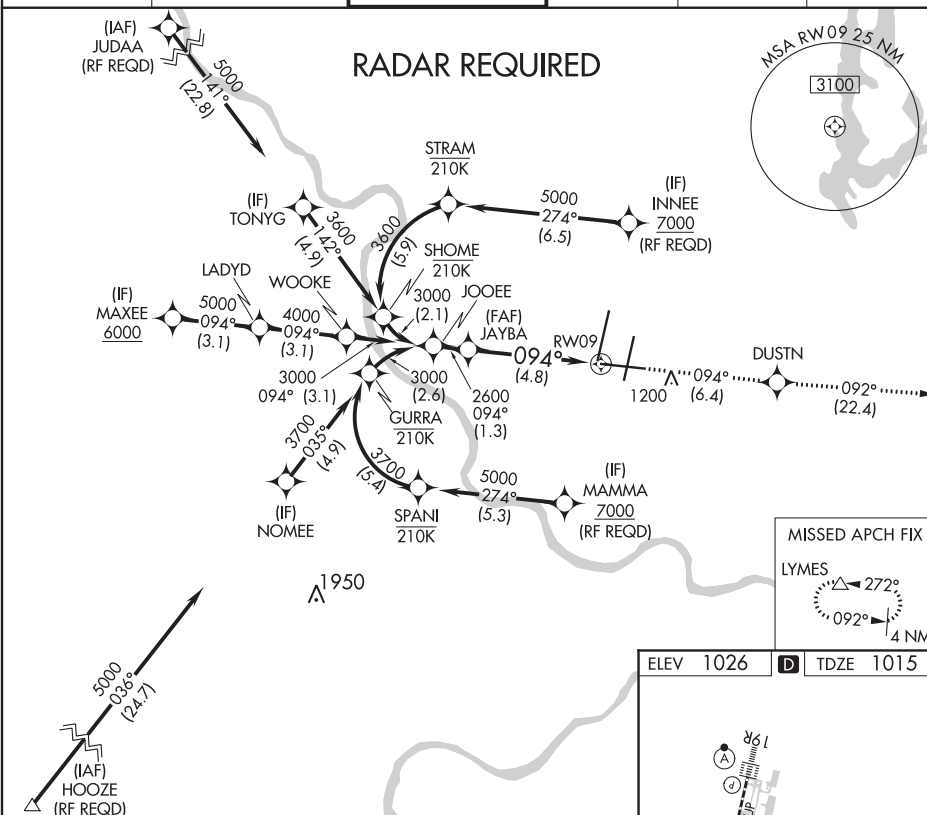 (IAF)
JUDAA
(RF REQD)
5000
141°
(22.8)
RADAR REQUIRED
MSA RW09 25 NM
3100
STRAM
210K
(IF)
TONYG
3600
142°
(4.9)
3600
(5.9)
5000
274°
(6.5)
(IF)
INNEE
7000
(RF REQD)
SHOME
210K
LADYD
WOOKE
3000
(2.1)
JOOEE
(IF)
MAXEE
6000
5000
094°
(3.1)
4000
094°
(3.1)
(FAF)
JAYBA
094°
(4.8)
RW09
DUSTN
3000
094° (3.1)
3000
(2.6)
2600
094°
(1.3)
1200
094°
(6.4)
092°
(22.4)
GURRA
210K
3700
035°
(4.9)
3700
(5.4)
(IF)
NOMEE
SPANI
210K
5000
274°
(5.3)
(IF)
MAMMA
7000
(RF REQD)
1950
MISSED APCH FIX
LYMES
272°
092°
4 NM
5000
036°
(24.7)
(IAF)
HOOZE
(RF REQD)
ELEV 1026 D TDZE 1015
19R
A
P
UP